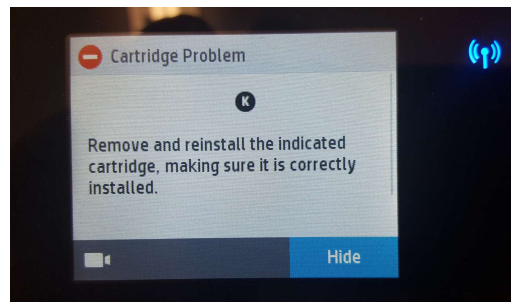 Cartridge Problem
K
Remove and reinstall the indicated
cartridge, making sure it is correctly
installed.
Hide